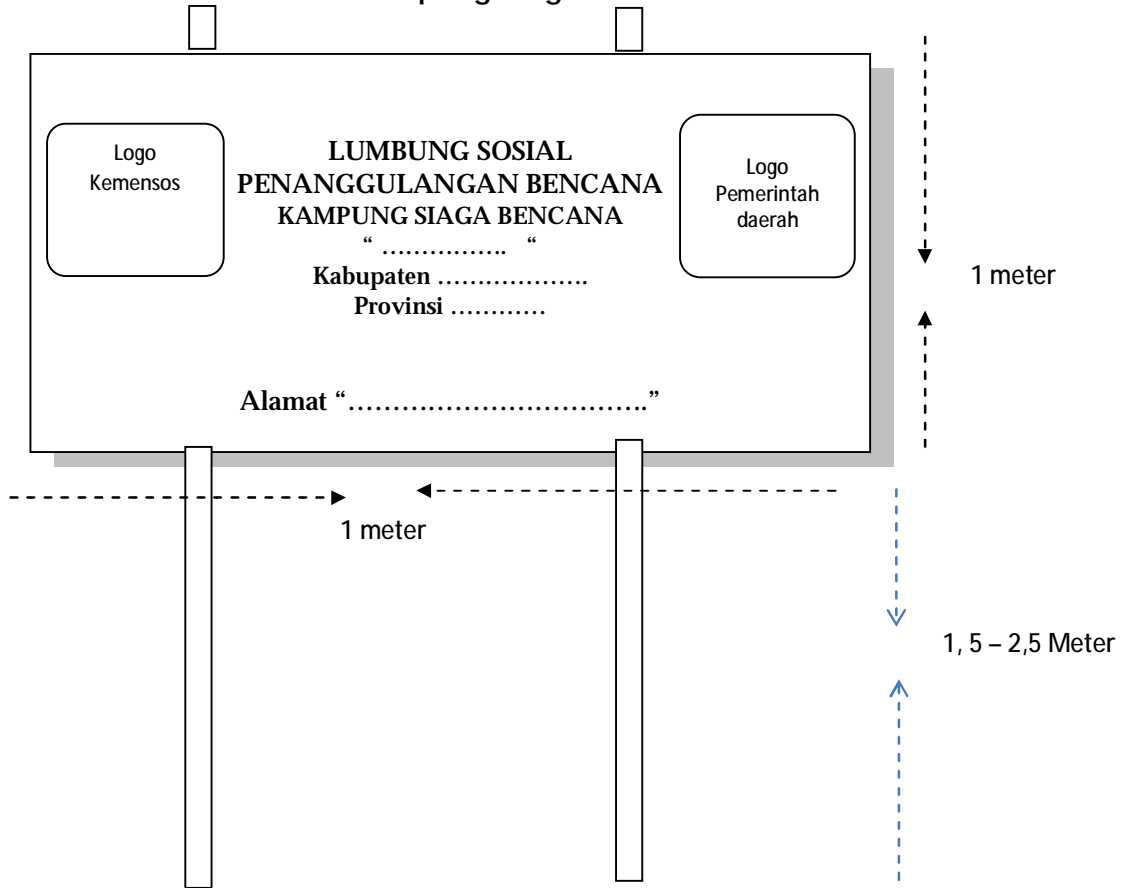 Logo
Kemensos
LUMBUNG SOSIAL
PENANGGULANGAN BENCANA
KAMPUNG SIAGA BENCANA
“ …………….. “
Kabupaten ……………….
Provinsi …………
Alamat “…………………………….”
Logo
Pemerintah
daerah
1 meter
1 meter
1, 5 – 2,5 Meter